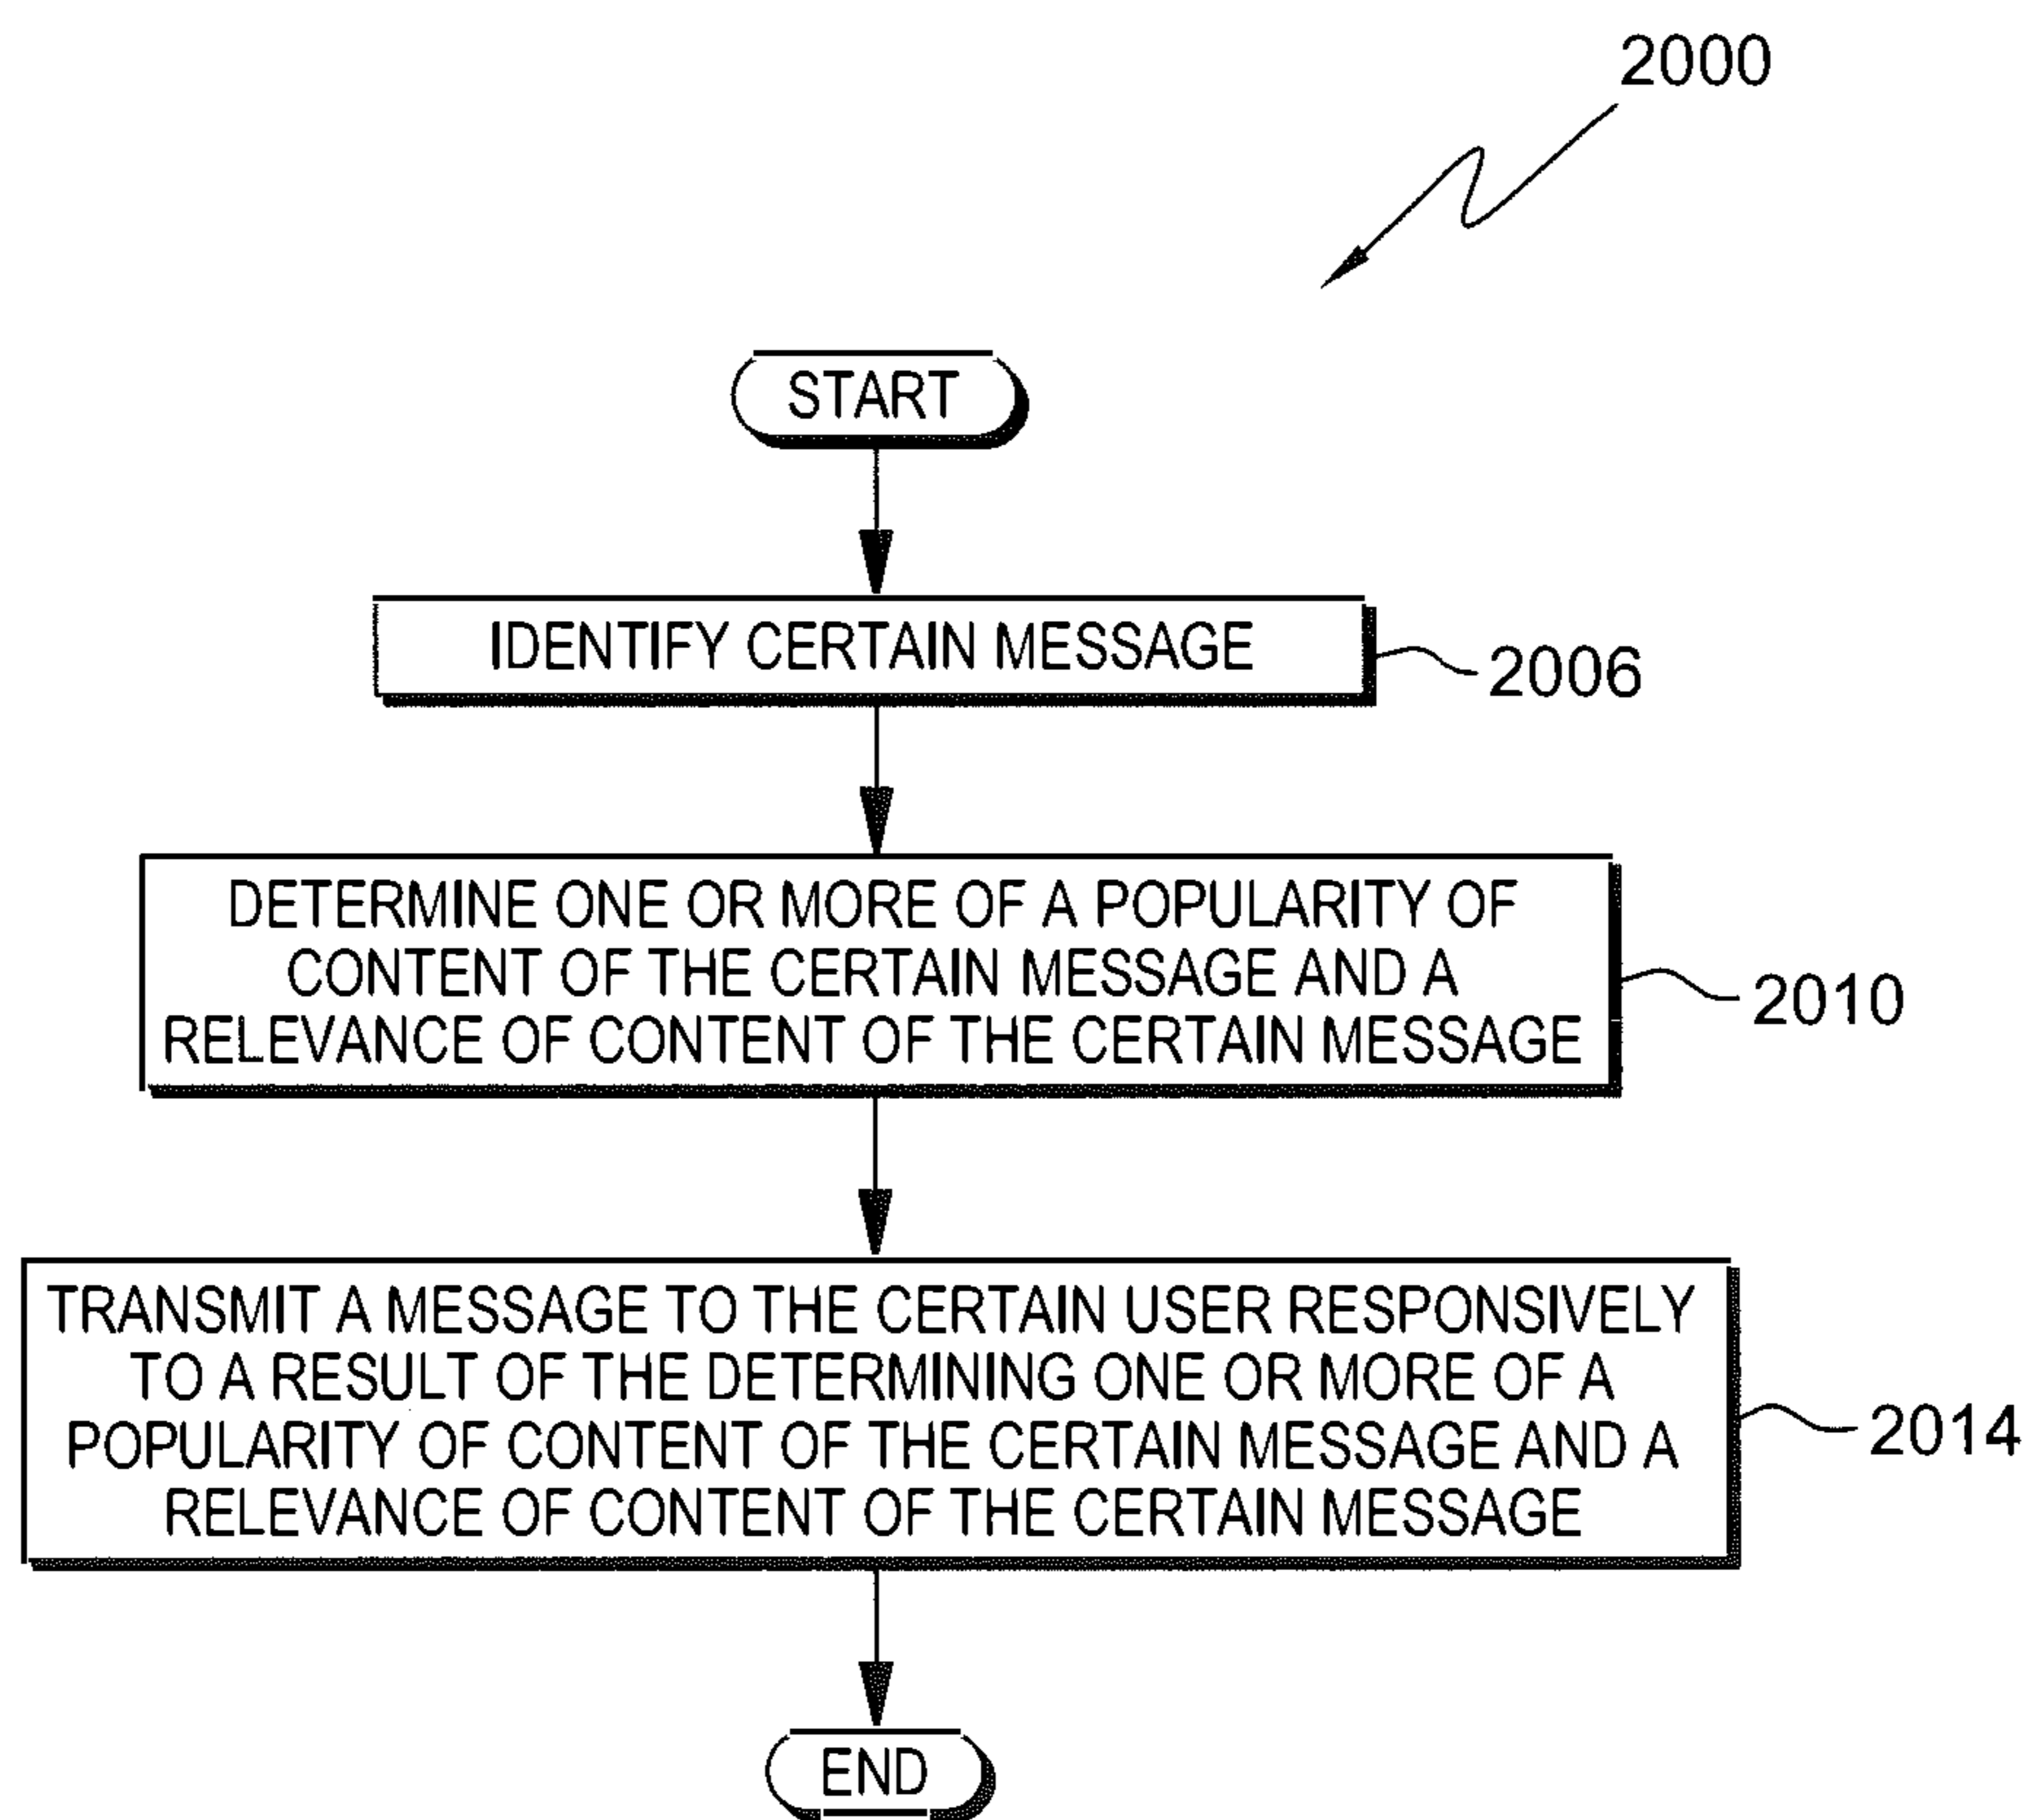 2000
START
IDENTIFY CERTAIN MESSAGE
2006
DETERMINE ONE OR MORE OF A POPULARITY OF
CONTENT OF THE CERTAIN MESSAGE AND A
RELEVANCE OF CONTENT OF THE CERTAIN MESSAGE
2010
TRANSMIT A MESSAGE TO THE CERTAIN USER RESPONSIVELY
TO A RESULT OF THE DETERMINING ONE OR MORE OF A
POPULARITY OF CONTENT OF THE CERTAIN MESSAGE AND A
RELEVANCE OF CONTENT OF THE CERTAIN MESSAGE
2014
END